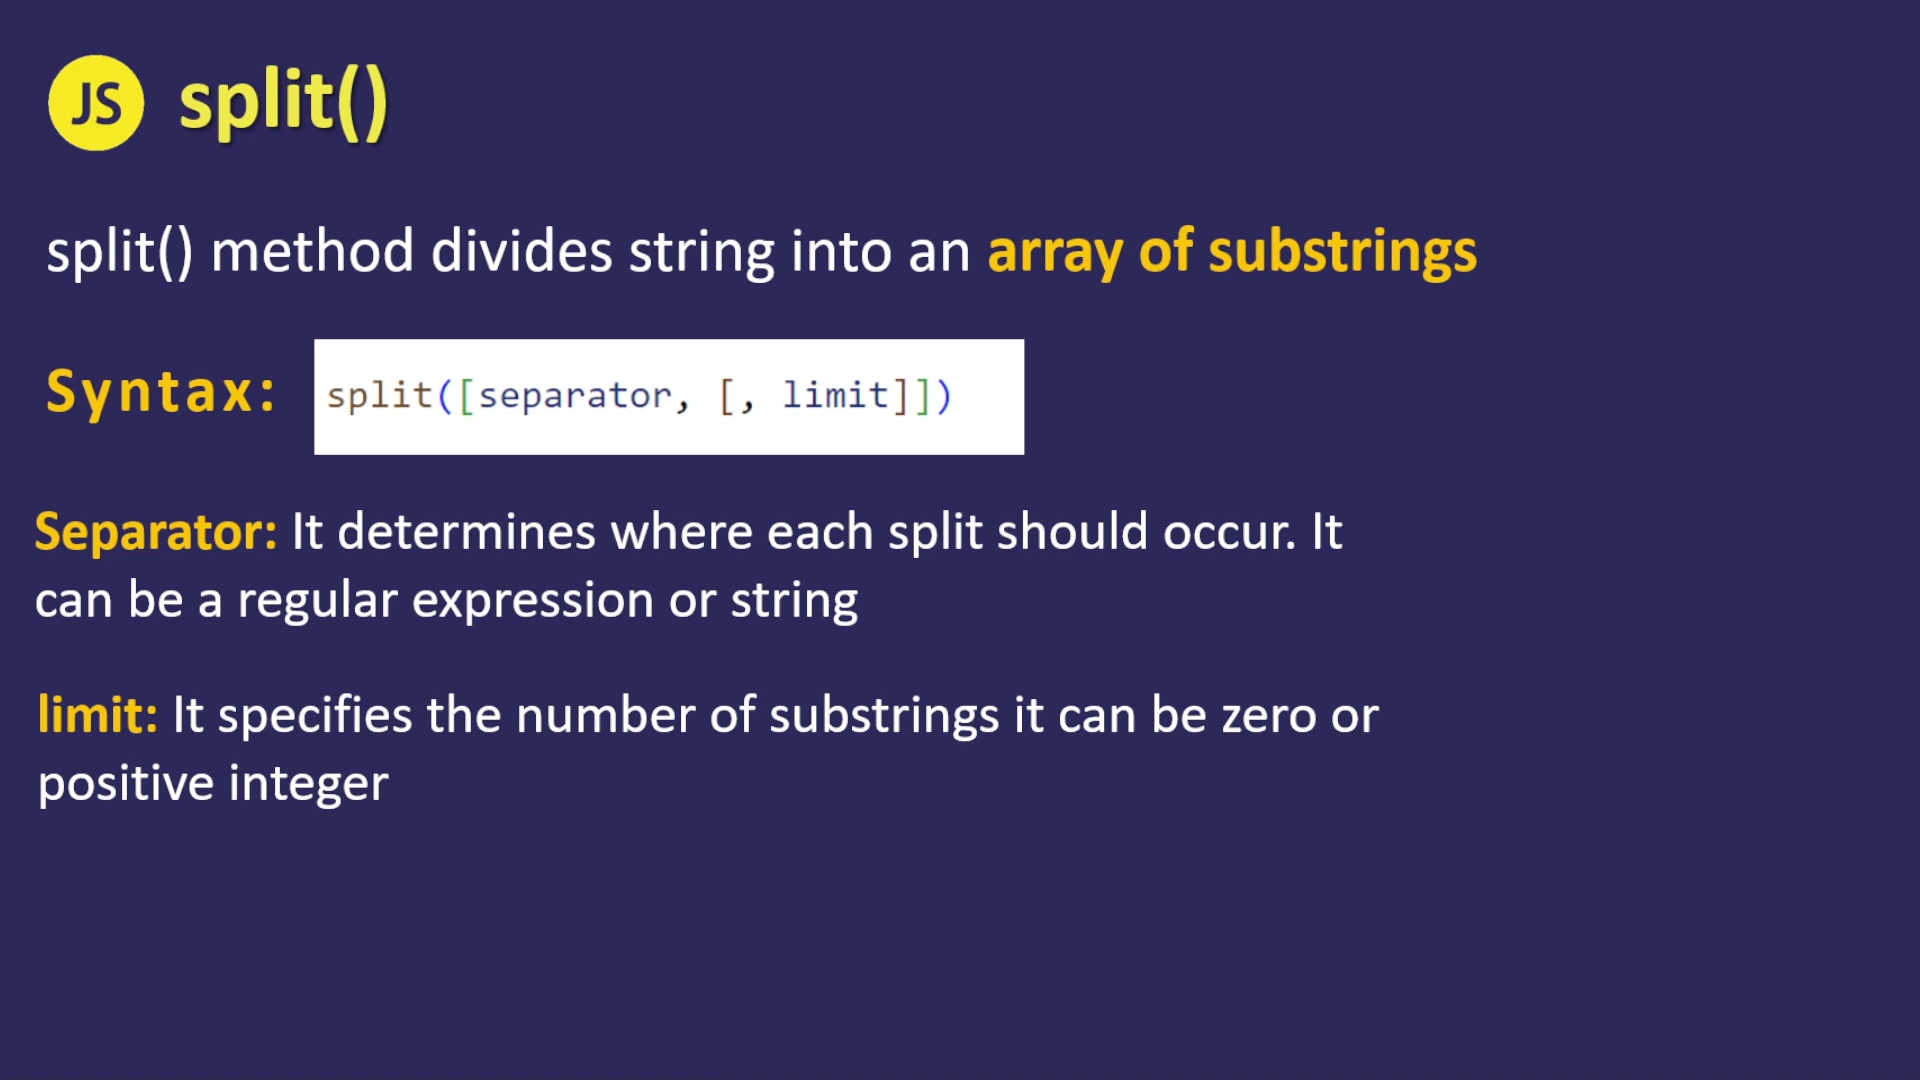 JS split()
split() method divides string into an array of substrings
Syntax: split([separator, [, limit]])
Separator: It determines where each split should occur. It
can be a regular expression or string
limit: It specifies the number of substrings it can be zero or
positive integer